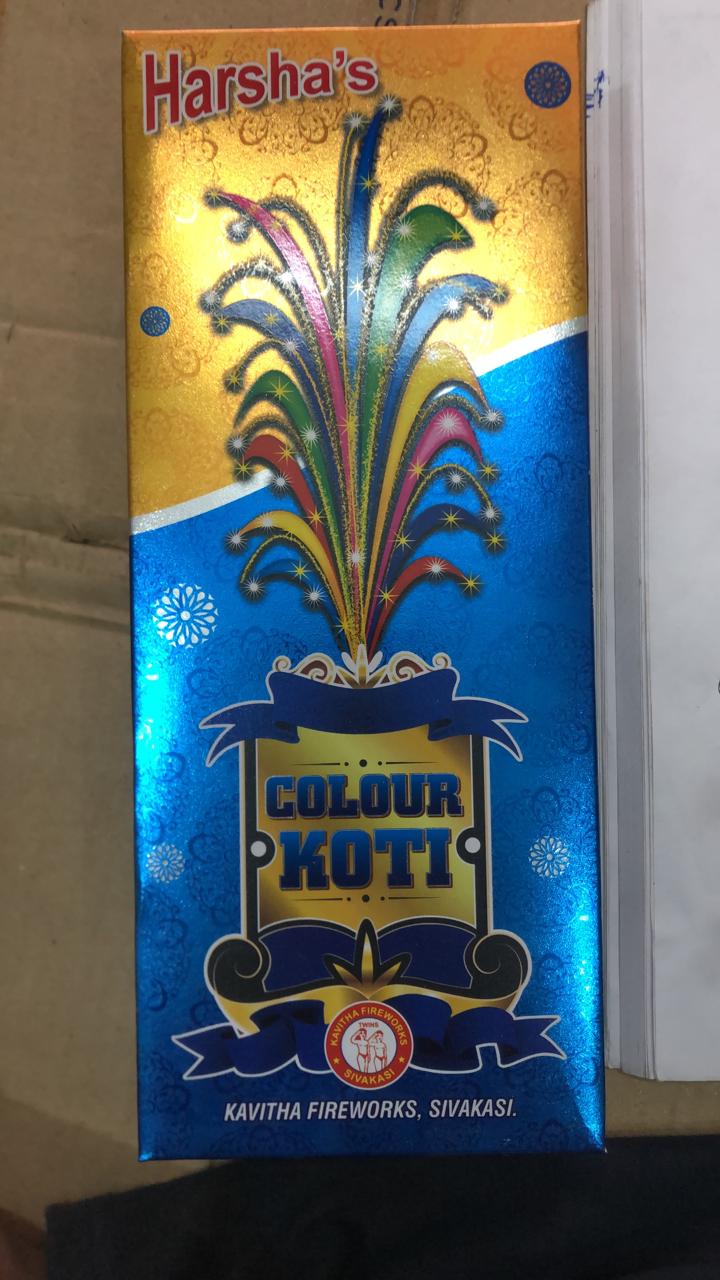 Harsha's
COLOUR
KOTI
KAVITHA FIREWORKS
TWINS
SIVAKASI
KAVITHA FIREWORKS, SIVAKASI.